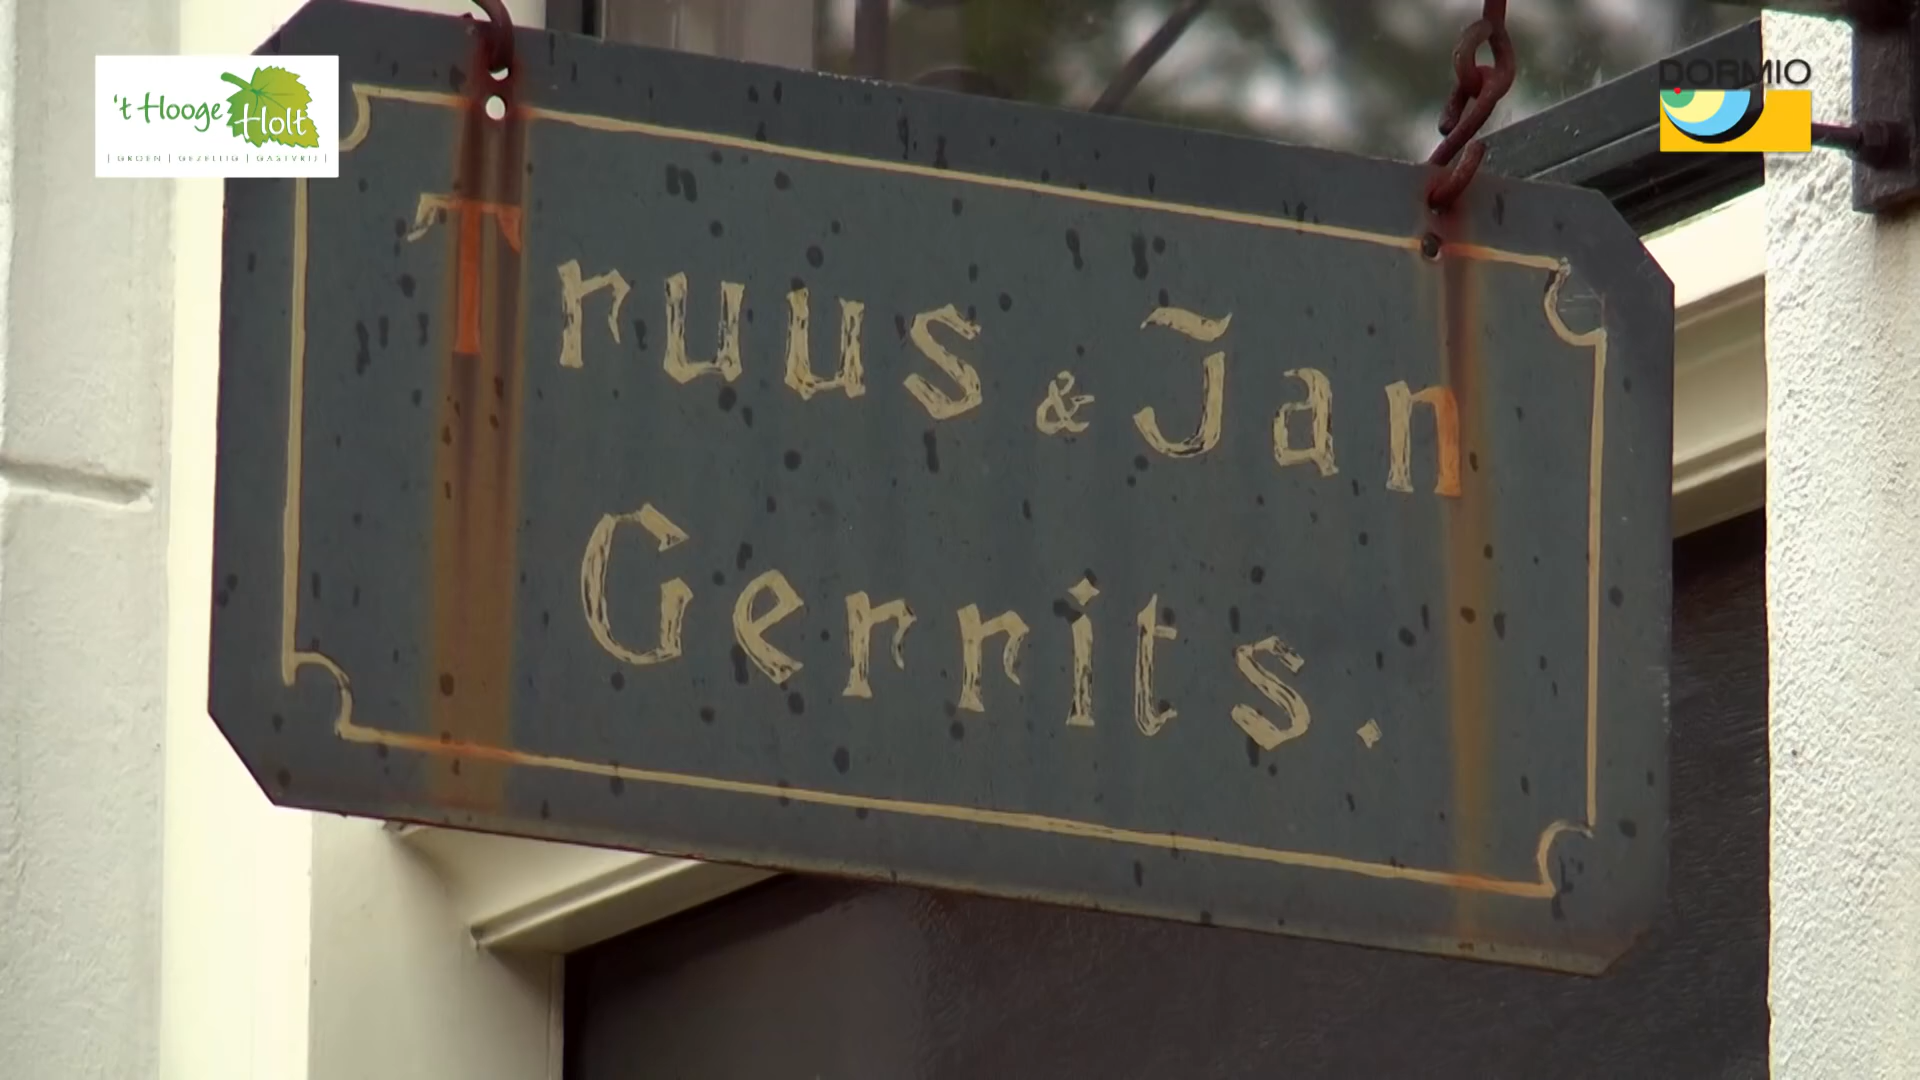 't Hooge Holt
| GROEN | GEZELLIG | GASTVRIJ |
DORMIO
Truus & Jan
Gerrits.